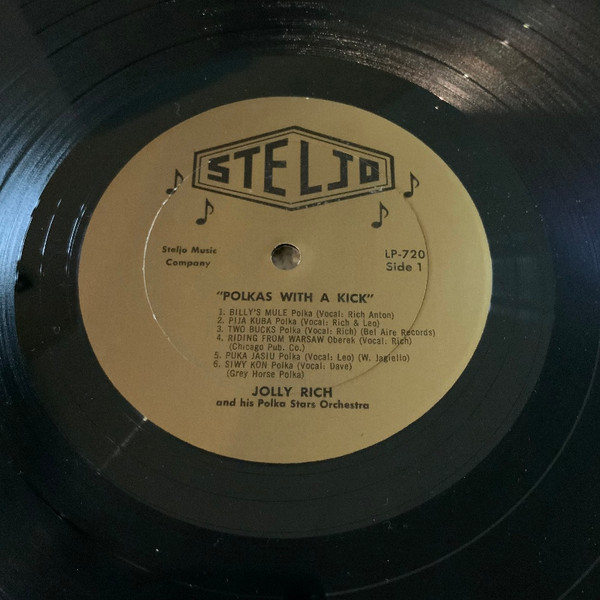 STELJO
Steljo Music
Company
LP-720
Side 1
"POLKAS WITH A KICK"
1. BILLY'S MULE Polka (Vocal: Rich Anton)
2. PIJA KUBA Polka (Vocal: Rich & Leo)
3. TWO BUCKS Polka (Vocal: Rich) (Bel Aire Records)
4. RIDING FROM WARSAW Oberek (Vocal. Rich)
(Chicago Pub. Co.)
5. PUKA JASIU Polka (Vocal: Leo) (W. Jagiello)
6. SIWY KON Polka (Vocal: Dave)
(Grey Horse Polka)
JOLLY RICH
and his Polka Stars Orchestra